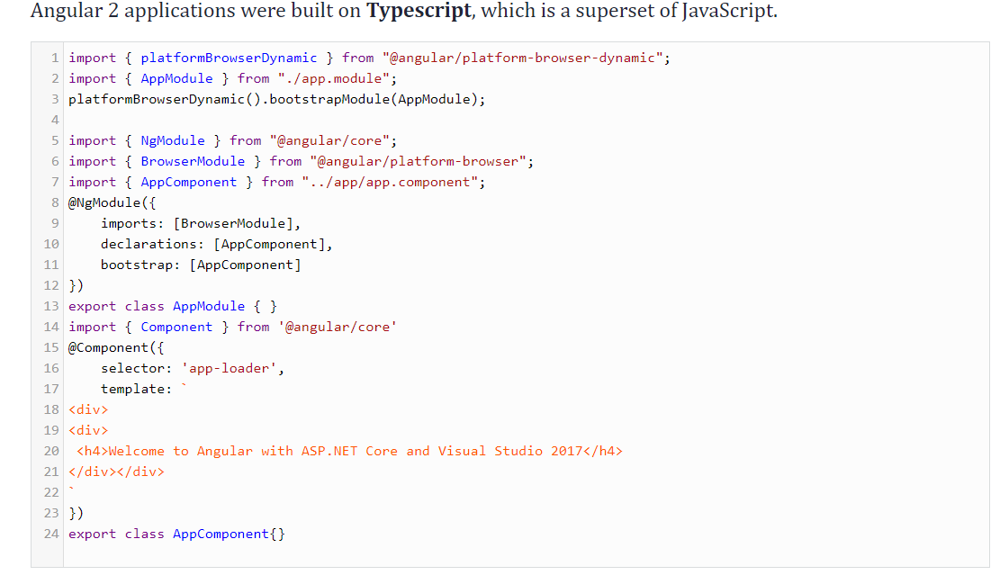 Angular 2 applications were built on Typescript, which is a superset of JavaScript.
1 import { platformBrowserDynamic } from "@angular/platform-browser-dynamic";
2 import { AppModule } from "./app.module";
3 platformBrowserDynamic().bootstrapModule(AppModule);
4
5 import { NgModule } from "@angular/core";
6 import { BrowserModule } from "@angular/platform-browser";
7 import { AppComponent } from "../app/app.component";
8 @NgModule({
9     imports: [BrowserModule],
10     declarations: [AppComponent],
11     bootstrap: [AppComponent]
12 })
13 export class AppModule { }
14 import { Component } from '@angular/core'
15 @Component({
16     selector: 'app-loader',
17     template: `
18 <div>
19 <div>
20  <h4>Welcome to Angular with ASP.NET Core and Visual Studio 2017</h4>
21 </div></div>
22 `
23 })
24 export class AppComponent{}